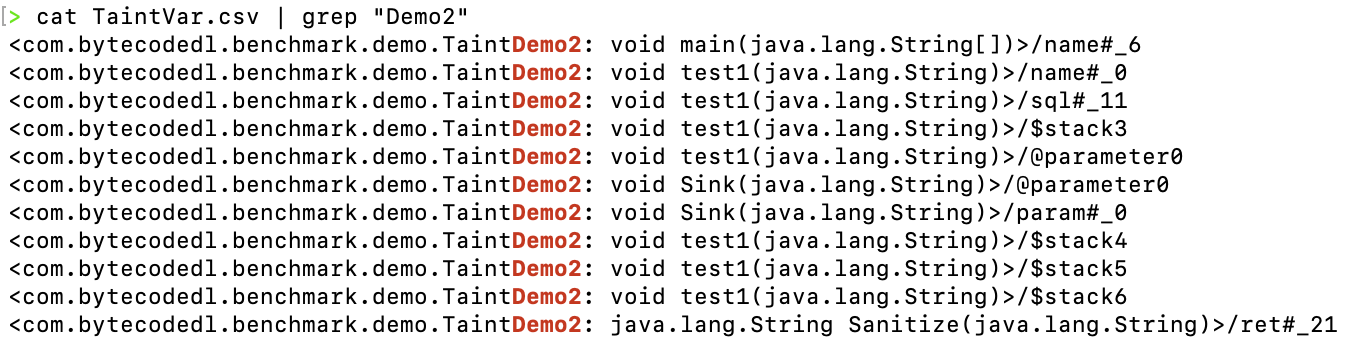 [> cat TaintVar.csv | grep "Demo2"
<com.bytecodedl.benchmark.demo.TaintDemo2: void main(java.lang.String[])>/name#_6
<com.bytecodedl.benchmark.demo.TaintDemo2: void test1(java.lang.String)>/name#_0
<com.bytecodedl.benchmark.demo.TaintDemo2: void test1(java.lang.String)>/sql#_11
<com.bytecodedl.benchmark.demo.TaintDemo2: void test1(java.lang.String)>/$stack3
<com.bytecodedl.benchmark.demo.TaintDemo2: void test1(java.lang.String)>/@parameter0
<com.bytecodedl.benchmark.demo.TaintDemo2: void Sink(java.lang.String)>/@parameter0
<com.bytecodedl.benchmark.demo.TaintDemo2: void Sink(java.lang.String)>/param#_0
<com.bytecodedl.benchmark.demo.TaintDemo2: void test1(java.lang.String)>/$stack4
<com.bytecodedl.benchmark.demo.TaintDemo2: void test1(java.lang.String)>/$stack5
<com.bytecodedl.benchmark.demo.TaintDemo2: void test1(java.lang.String)>/$stack6
<com.bytecodedl.benchmark.demo.TaintDemo2: java.lang.String Sanitize(java.lang.String)>/ret#_21